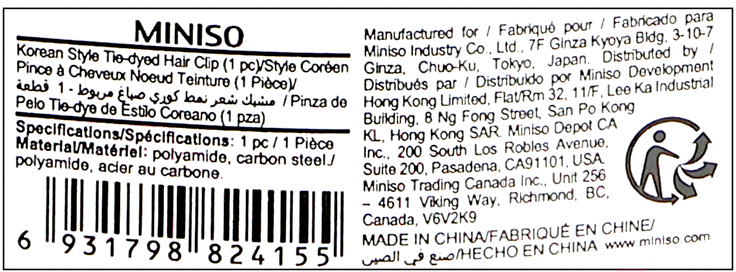 MINISO
Korean Style Tie-dyed Hair Clip (1 pc)/Style Coréen
Pince à Cheveux Noeud Teinture (1 Pièce)/
مشبك شعر نمط كوري صباغ مربوط - 1 قطعة / Pinza de
Pelo Tie-dye de Estilo Coreano (1 pza)
Specifications/Spécifications: 1 pc / 1 Pièce
Material/Matériel: polyamide, carbon steel./
polyamide, acier au carbone.
6 931798 824155
Manufactured for / Fabriqué pour / Fabricado para
Miniso Industry Co., Ltd., 7F Ginza Kyoya Bldg, 3-10-7
Ginza, Chuo-Ku, Tokyo, Japan. Distributed by /
Distribués par / Distribuido por Miniso Development
Hong Kong Limited, Flat/Rm 32, 11/F, Lee Ka Industrial
Building, 8 Ng Fong Street, San Po Kong
KL, Hong Kong SAR. Miniso Depot CA
Inc., 200 South Los Robles Avenue,
Suite 200, Pasadena, CA91101, USA.
Miniso Trading Canada Inc., Unit 256
– 4611 Viking Way, Richmond, BC,
Canada, V6V2K9
MADE IN CHINA/FABRIQUÉ EN CHINE/
صنع في الصين/HECHO EN CHINA www.miniso.com